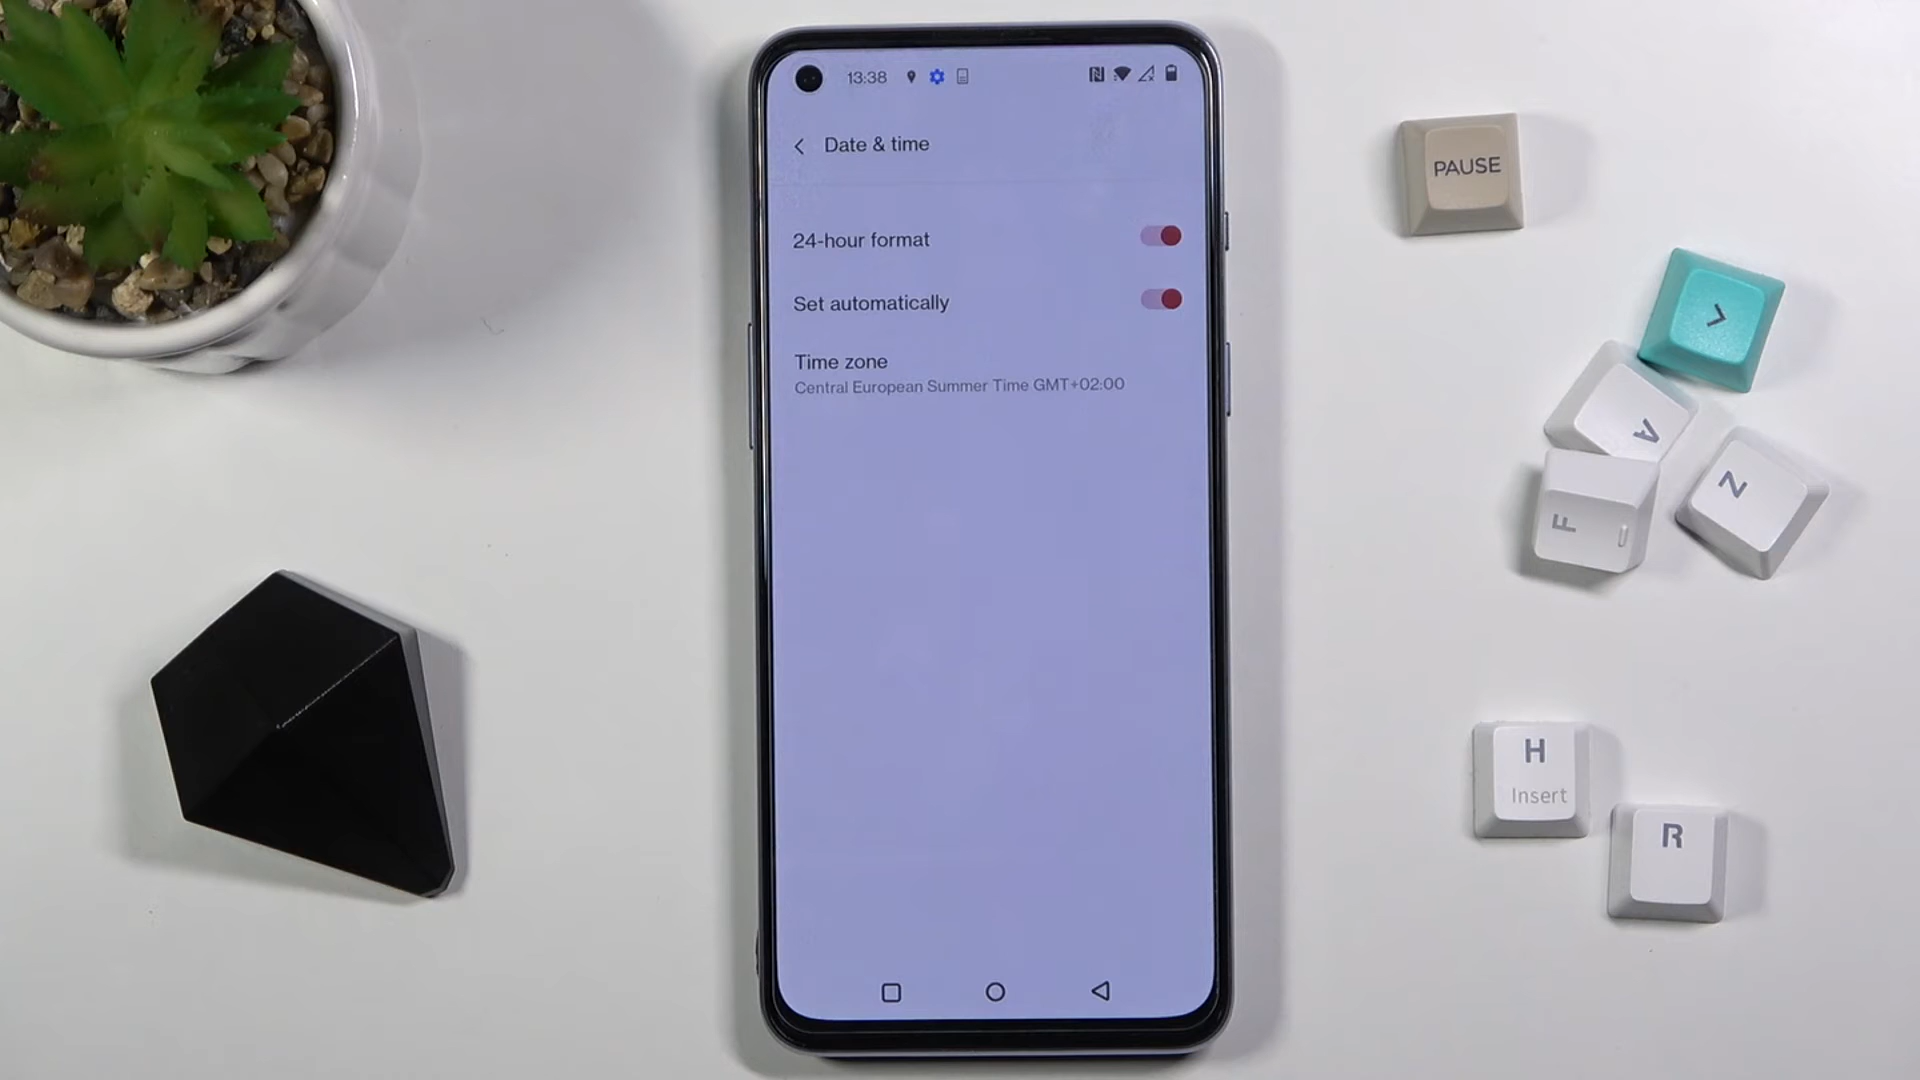 13:38
Date & time
24-hour format
Set automatically
Time zone
Central European Summer Time GMT+02:00
PAUSE
>
A
F
Z
H
Insert
R